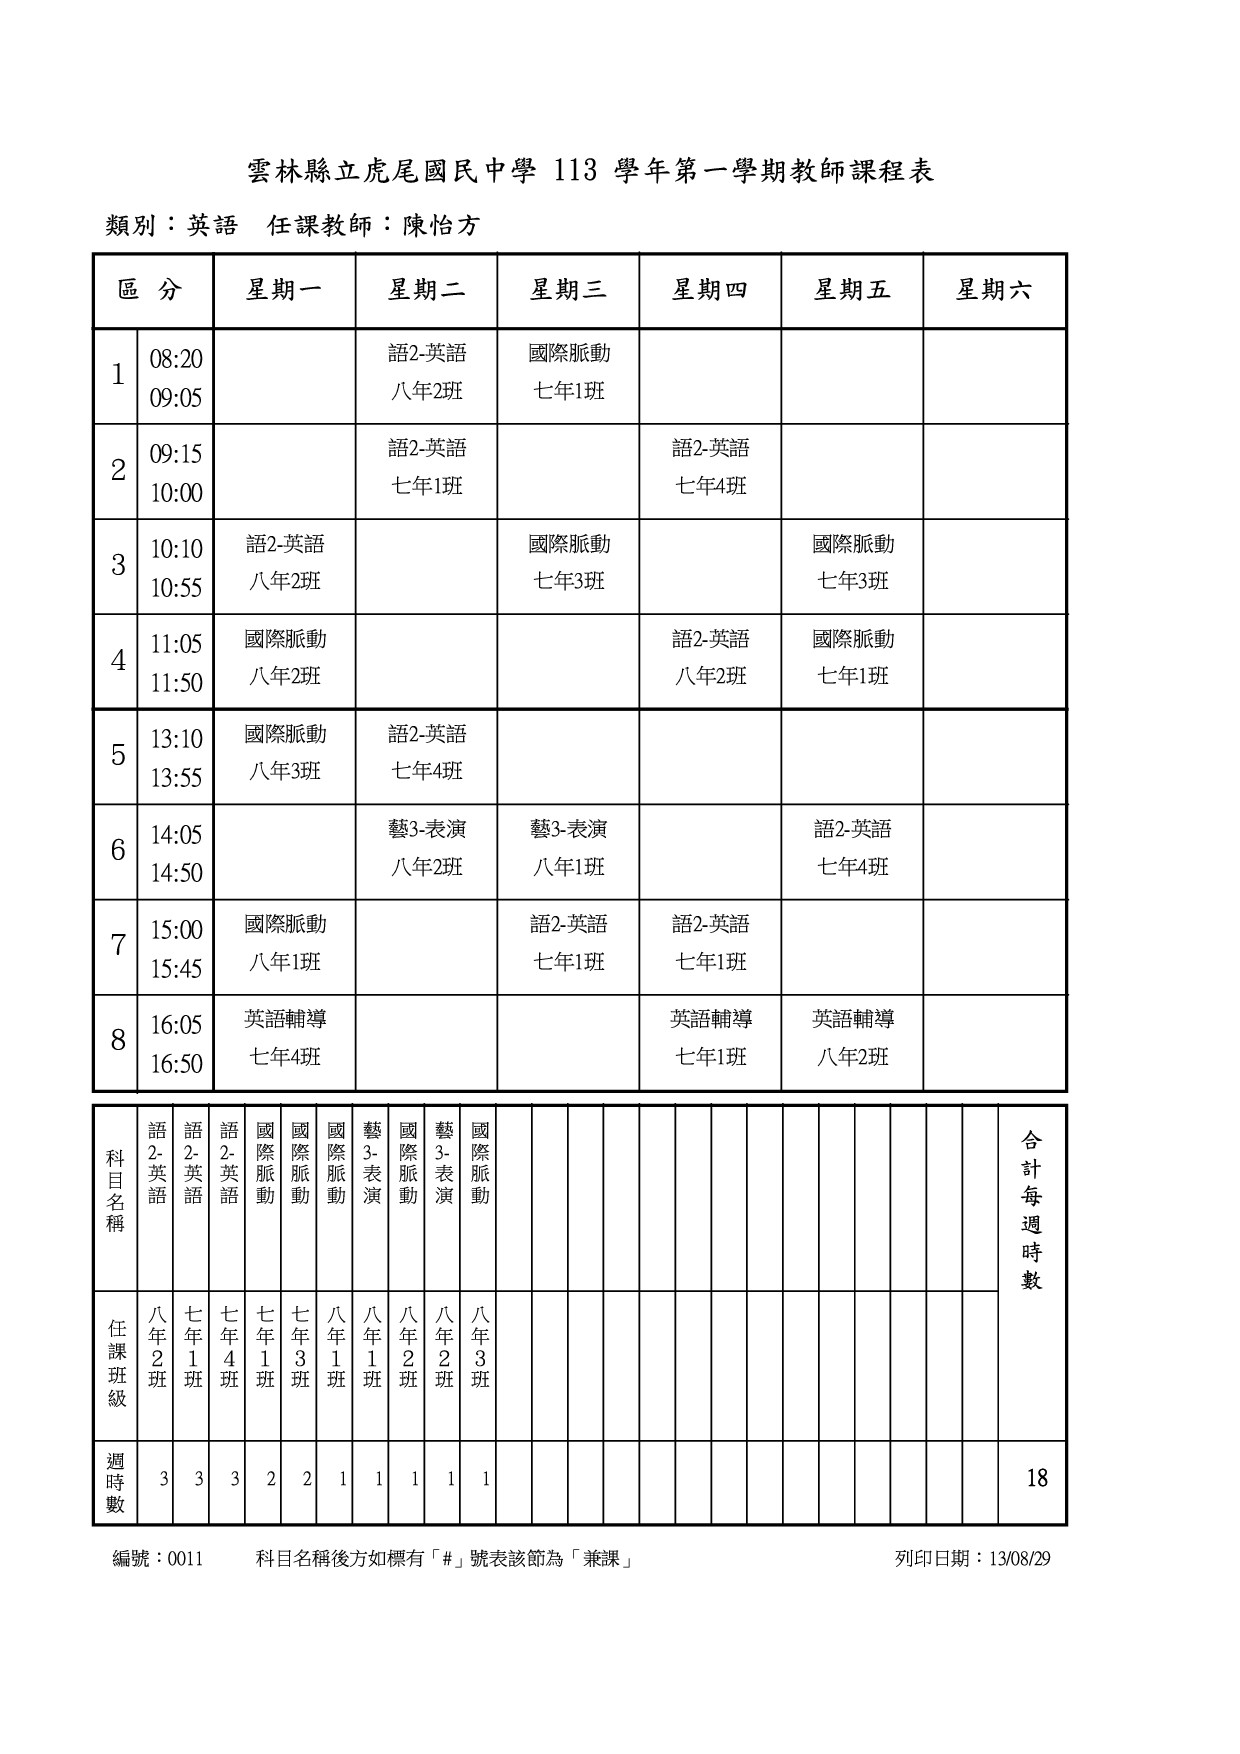 雲林縣立虎尾國民中學 113 學年第一學期教師課程表
類別：英語　任課教師：陳怡方
區 分 星期一 星期二 星期三 星期四 星期五 星期六
1 08:20 09:05
語2-英語 國際脈動
八年2班 七年1班
2 09:15 10:00
語2-英語 語2-英語
七年1班 七年4班
3 10:10 10:55
語2-英語 國際脈動 國際脈動
八年2班 七年3班 七年3班
4 11:05 11:50
國際脈動 語2-英語 國際脈動
八年2班 八年2班 七年1班
5 13:10 13:55
國際脈動 語2-英語
八年3班 七年4班
6 14:05 14:50
藝3-表演 藝3-表演 語2-英語
八年2班 八年1班 七年4班
7 15:00 15:45
國際脈動 語2-英語 語2-英語
八年1班 七年1班 七年1班
8 16:05 16:50
英語輔導 英語輔導 英語輔導
七年4班 七年1班 八年2班
科目名稱 語2-英語 語2-英語 語2-英語 國際脈動 國際脈動 國際脈動 藝3-表演 國際脈動 藝3-表演 國際脈動 合計每週時數
任課班級 八年2班 七年1班 七年4班 七年1班 七年3班 八年1班 八年1班 八年2班 八年2班 八年3班
週時數 3 3 3 2 2 1 1 1 1 1 18
編號：0011 科目名稱後方如標有「#」號表該節為「兼課」 列印日期：13/08/29